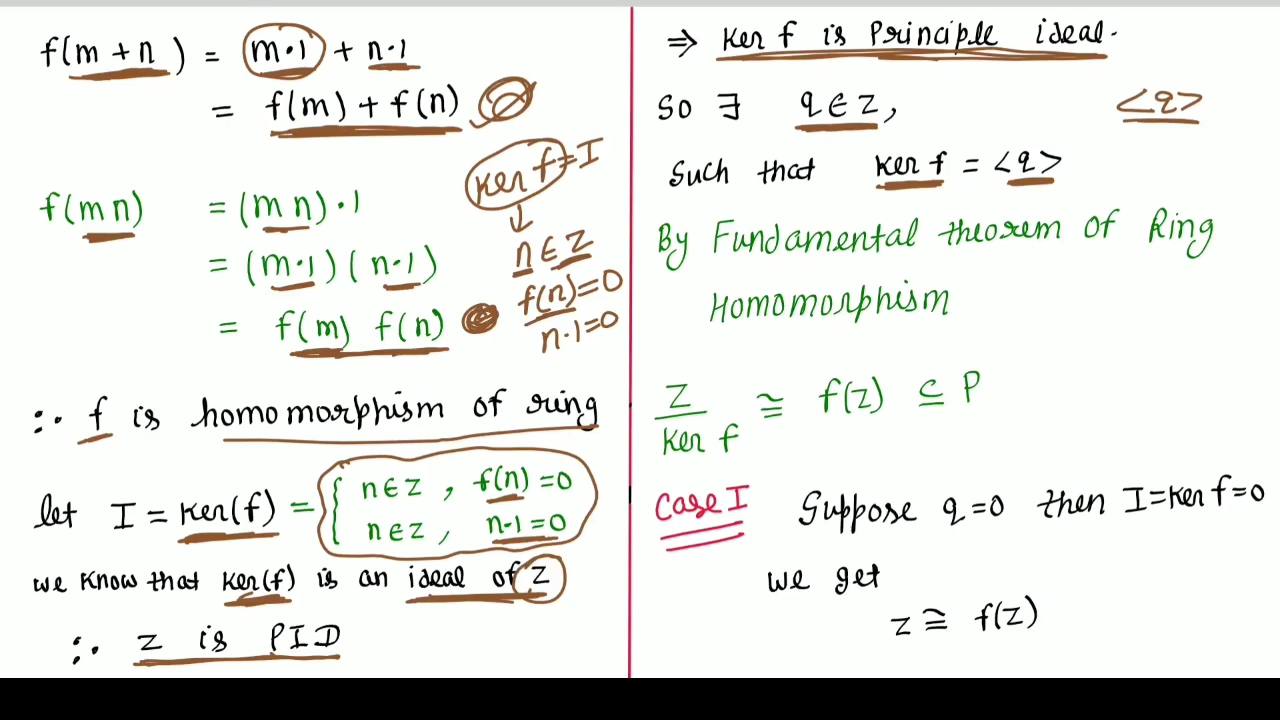 f(m + n) = m·1 + n·1
= f(m) + f(n)
ker f = I
n ∈ Z
f(n)=0
n·1=0
f(mn) = (mn)·1
= (m·1)(n·1)
= f(m) f(n)
∴ f is homomorphism of ring
let I = ker(f) = { n∈z, f(n)=0
n∈z, n·1=0
we know that ker(f) is an ideal of Z
∴ z is PID
⇒ ker f is Principle ideal.
So ∃ q∈z, <q>
Such that ker f = <q>
By Fundamental theorem of Ring
Homomorphism
z / ker f ≅ f(z) ⊆ P
Case I Suppose q=0 then I=ker f=0
we get
z ≅ f(z)